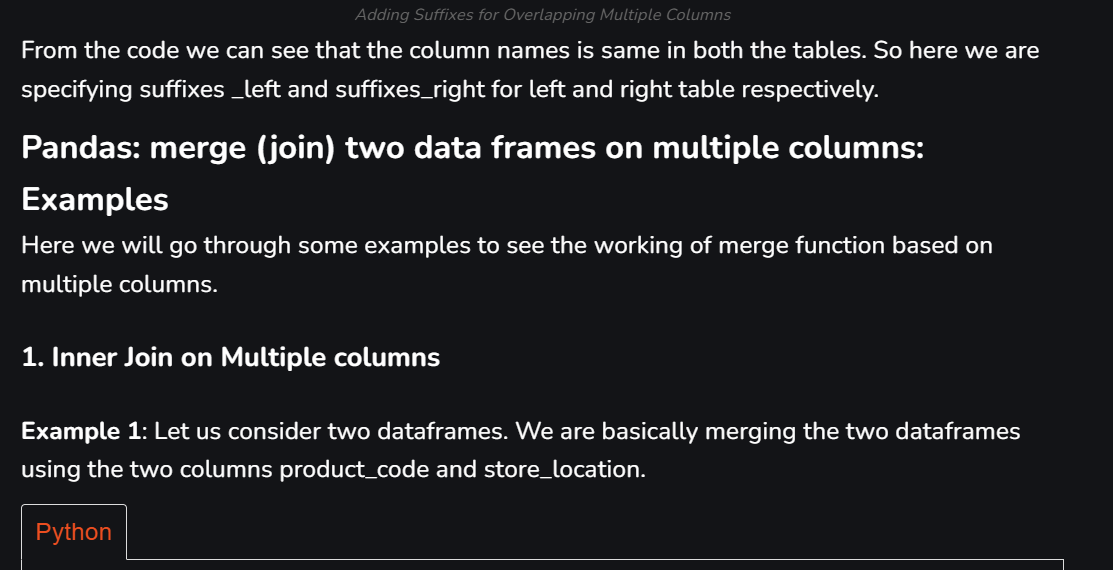 Adding Suffixes for Overlapping Multiple Columns
From the code we can see that the column names is same in both the tables. So here we are
specifying suffixes _left and suffixes_right for left and right table respectively.
Pandas: merge (join) two data frames on multiple columns:
Examples
Here we will go through some examples to see the working of merge function based on
multiple columns.
1. Inner Join on Multiple columns
Example 1: Let us consider two dataframes. We are basically merging the two dataframes
using the two columns product_code and store_location.
Python